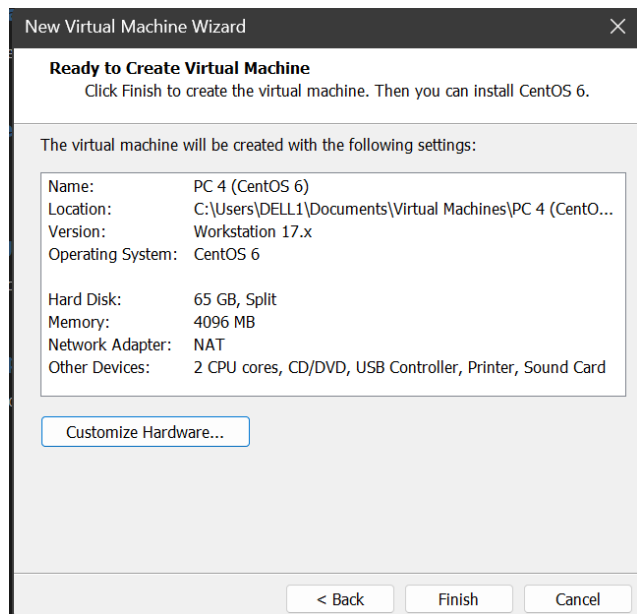 New Virtual Machine Wizard
Ready to Create Virtual Machine
Click Finish to create the virtual machine. Then you can install CentOS 6.
The virtual machine will be created with the following settings:
Name: PC 4 (CentOS 6)
Location: C:\Users\DELL1\Documents\Virtual Machines\PC 4 (CentO...
Version: Workstation 17.x
Operating System: CentOS 6
Hard Disk: 65 GB, Split
Memory: 4096 MB
Network Adapter: NAT
Other Devices: 2 CPU cores, CD/DVD, USB Controller, Printer, Sound Card
Customize Hardware...
< Back Finish Cancel